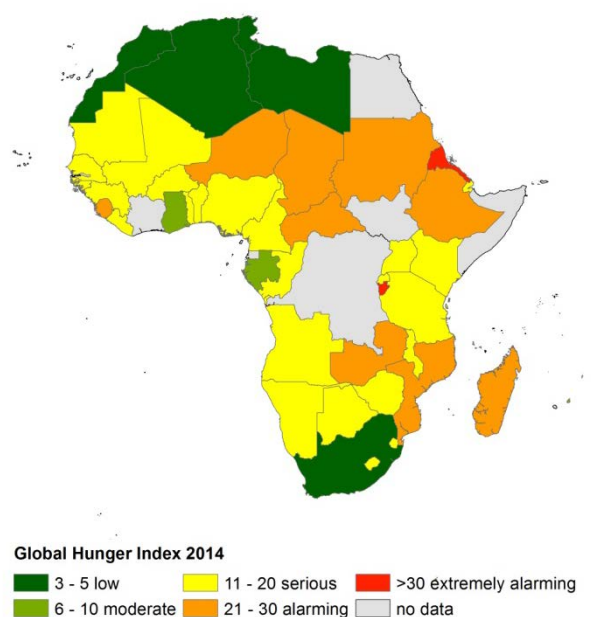 Global Hunger Index 2014
3 - 5 low 11 - 20 serious >30 extremely alarming
6 - 10 moderate 21 - 30 alarming no data